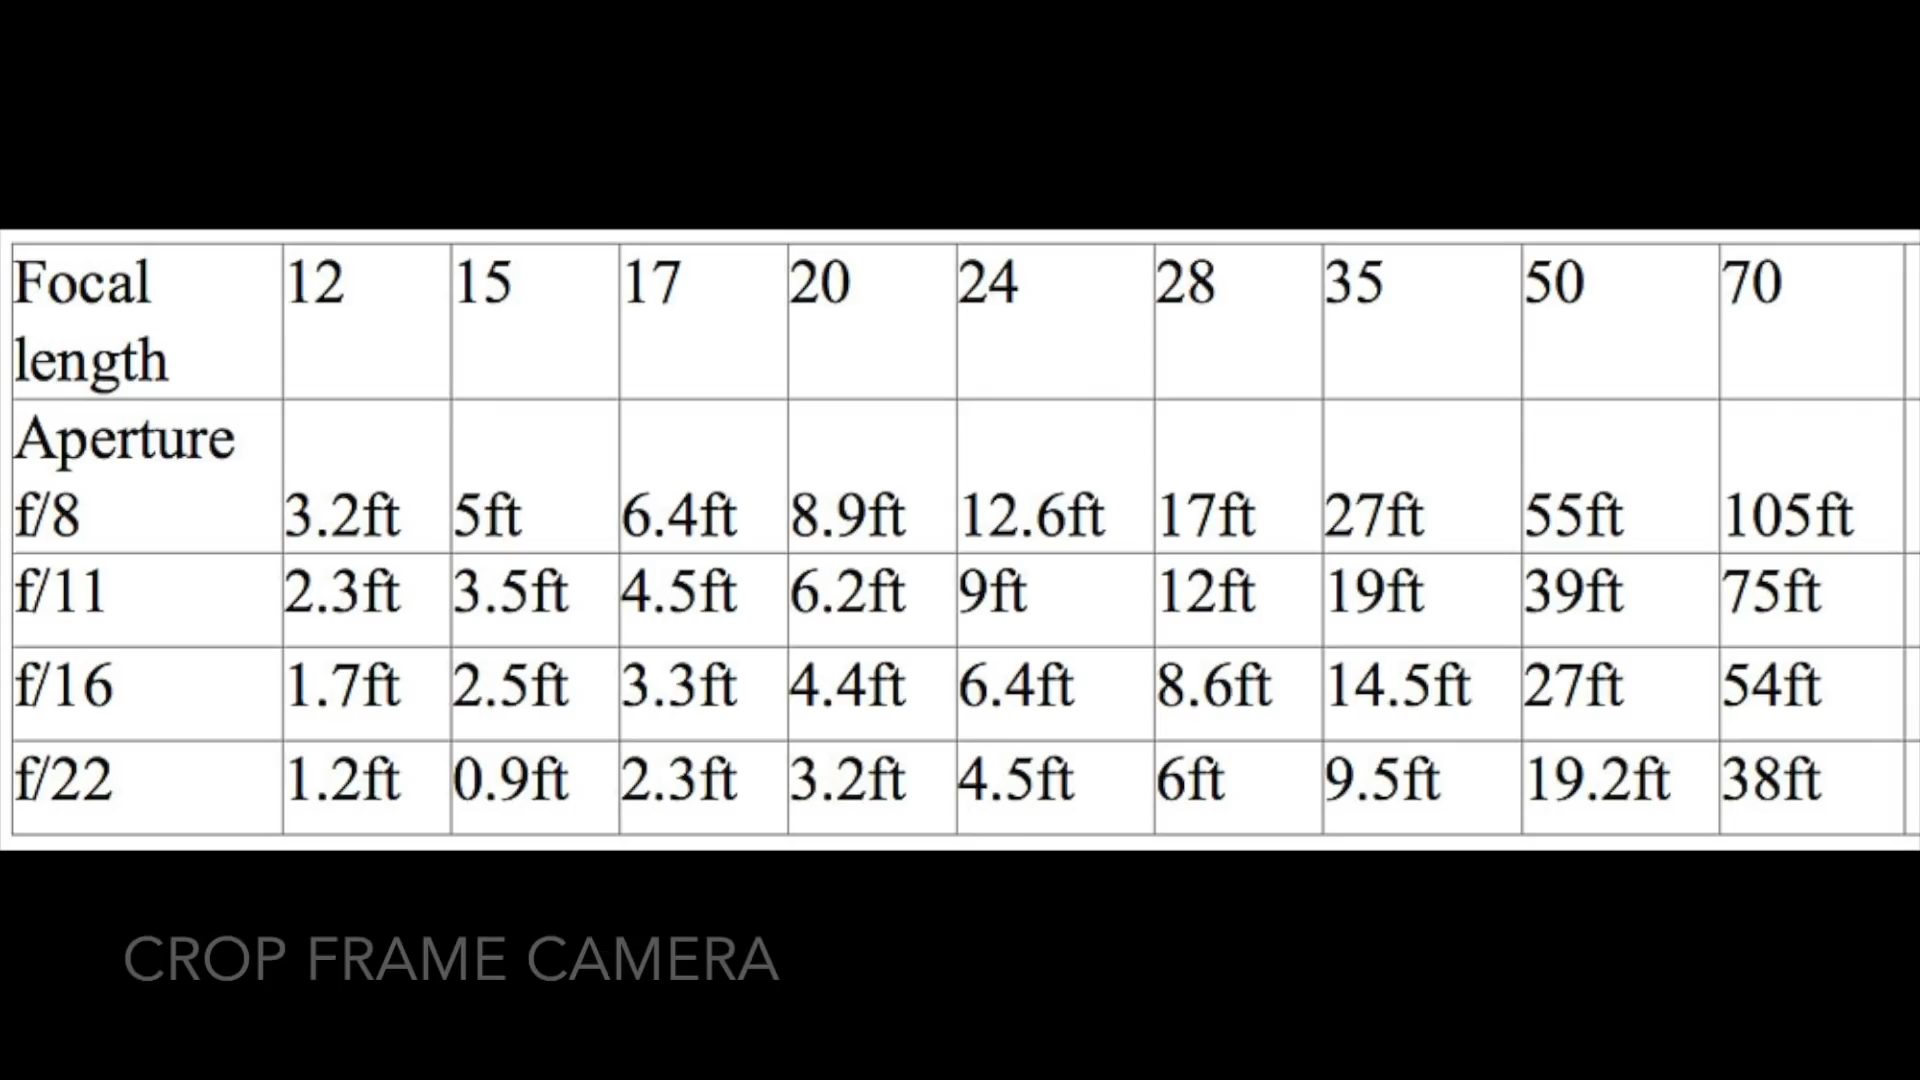 Focal length 12 15 17 20 24 28 35 50 70
Aperture
f/8 3.2ft 5ft 6.4ft 8.9ft 12.6ft 17ft 27ft 55ft 105ft
f/11 2.3ft 3.5ft 4.5ft 6.2ft 9ft 12ft 19ft 39ft 75ft
f/16 1.7ft 2.5ft 3.3ft 4.4ft 6.4ft 8.6ft 14.5ft 27ft 54ft
f/22 1.2ft 0.9ft 2.3ft 3.2ft 4.5ft 6ft 9.5ft 19.2ft 38ft
CROP FRAME CAMERA